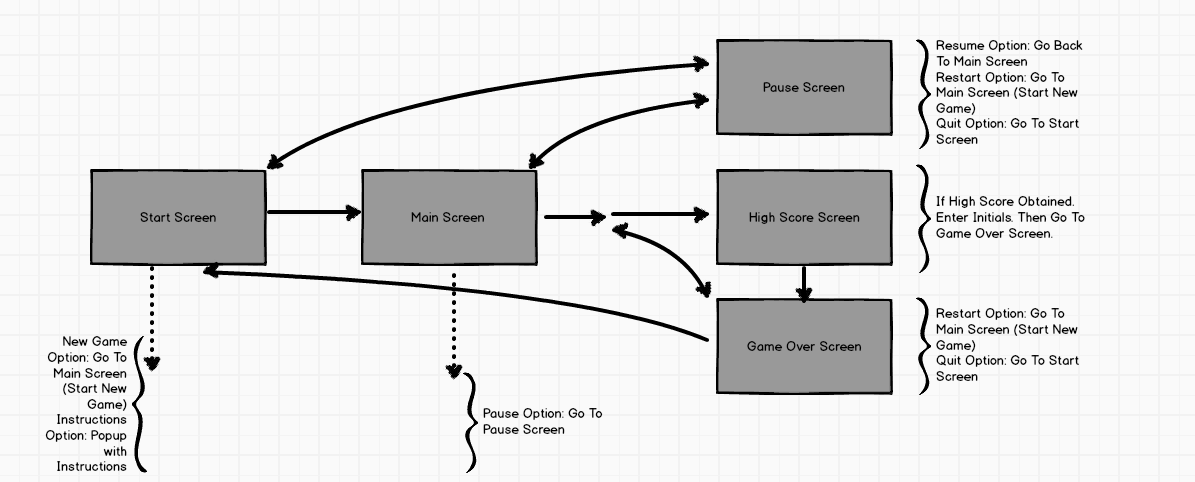 Pause Screen
Resume Option: Go Back
To Main Screen
Restart Option: Go To
Main Screen (Start New
Game)
Quit Option: Go To Start
Screen
Start Screen
Main Screen
High Score Screen
If High Score Obtained.
Enter Initials. Then Go To
Game Over Screen.
Game Over Screen
Restart Option: Go To
Main Screen (Start New
Game)
Quit Option: Go To Start
Screen
New Game
Option: Go To
Main Screen
(Start New
Game)
Instructions
Option: Popup
with
Instructions
Pause Option: Go To
Pause Screen